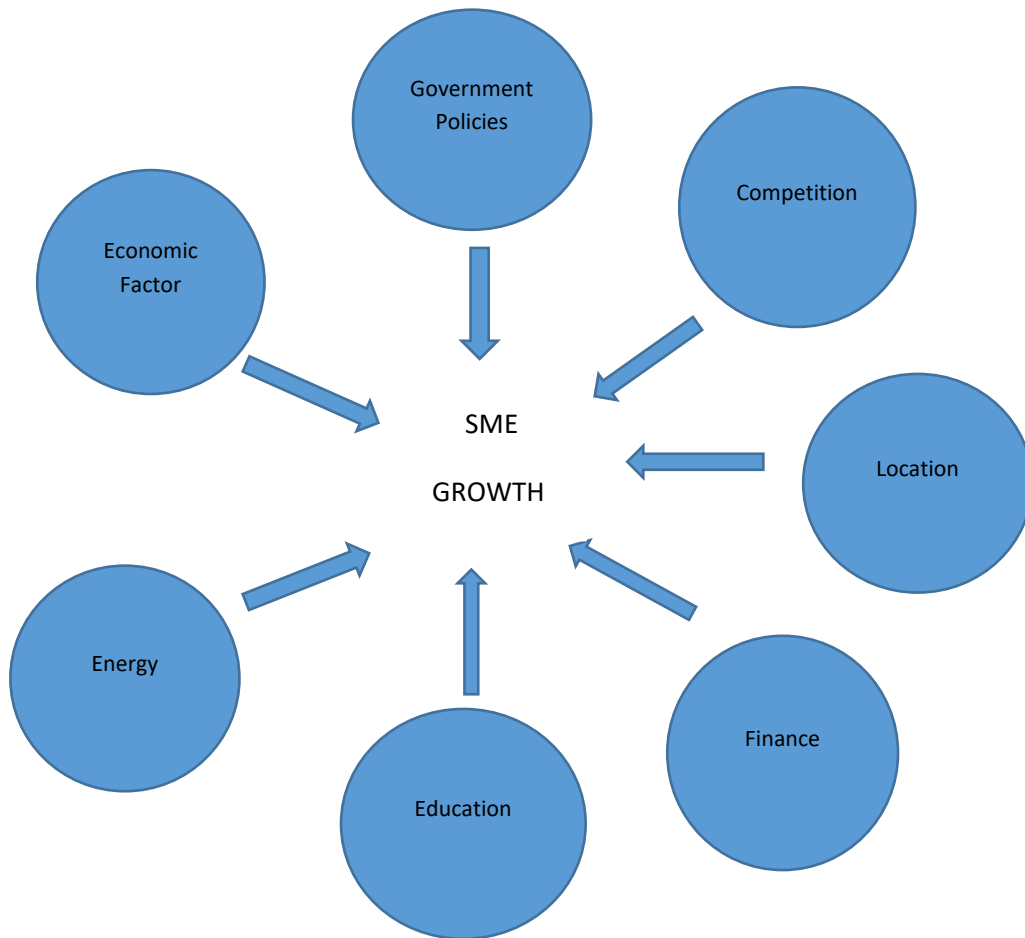 Government
Policies
Competition
Economic
Factor
SME
GROWTH
Location
Energy
Finance
Education